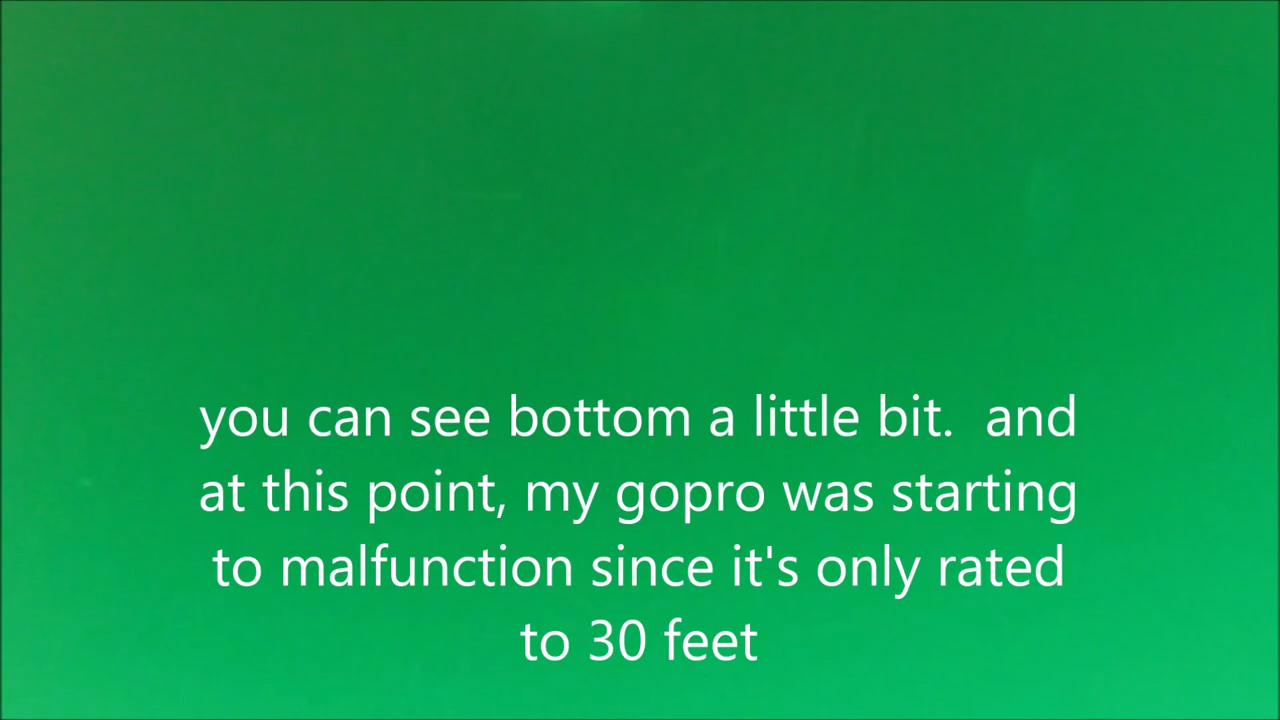 you can see bottom a little bit.  and
at this point, my gopro was starting
to malfunction since it's only rated
to 30 feet